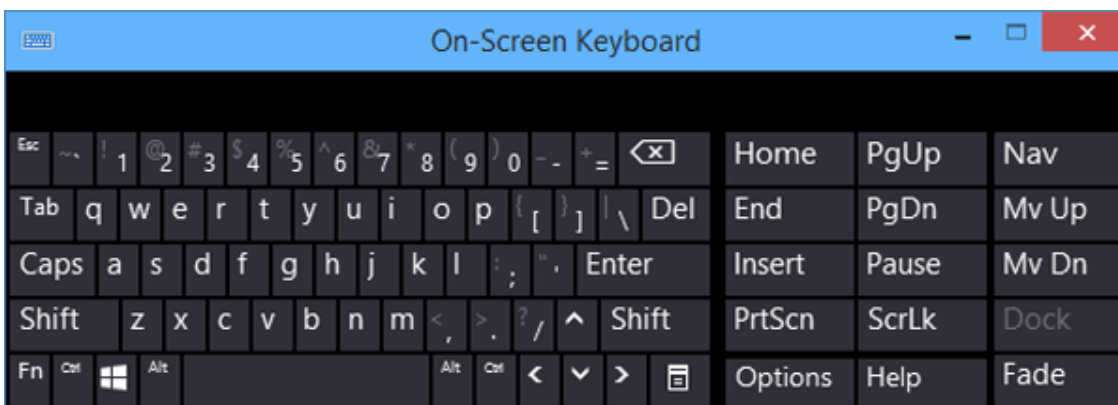 On-Screen Keyboard
Esc ~ ` ! 1 @ 2 # 3 $ 4 % 5 ^ 6 & 7 * 8 ( 9 ) 0 _ - + = Home PgUp Nav
Tab q w e r t y u i o p { [ } ] | \ Del End PgDn Mv Up
Caps a s d f g h j k l : ; " ' Enter Insert Pause Mv Dn
Shift z x c v b n m < , > . ? / Shift PrtScn ScrLk Dock
Fn Ctrl Alt Alt Ctrl Options Help Fade